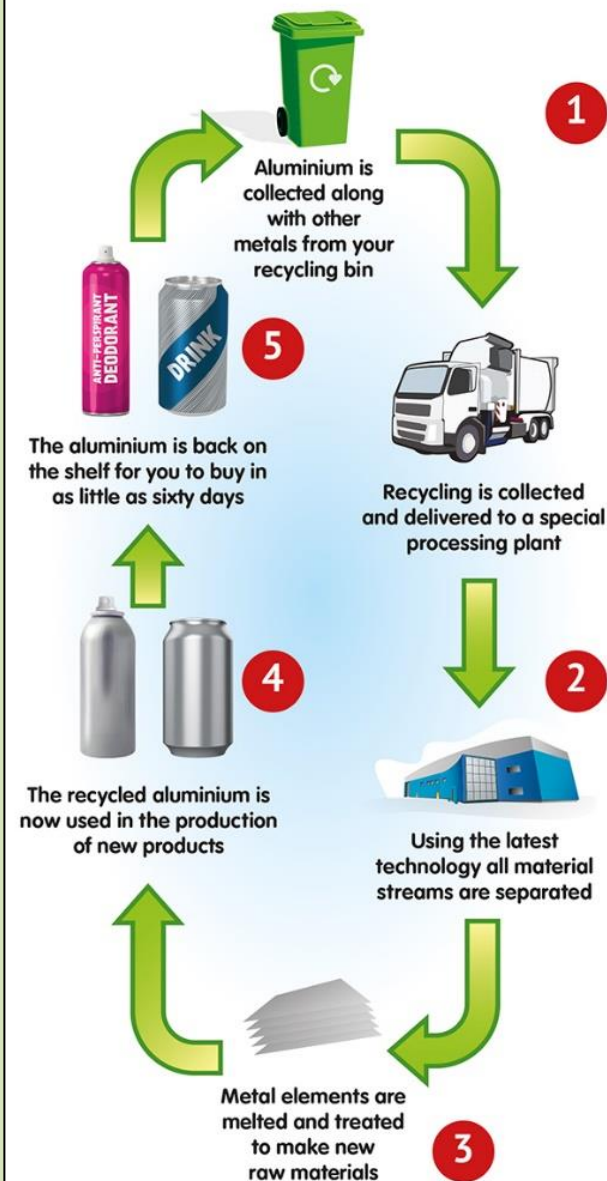 1
Aluminium is
collected along
with other
metals from your
recycling bin
Recycling is collected
and delivered to a special
processing plant
2
Using the latest
technology all material
streams are separated
Metal elements are
melted and treated
to make new
raw materials
3
4
The recycled aluminium is
now used in the production
of new products
ANTI-PERSPIRANT
DEODORANT
DRINK
5
The aluminium is back on
the shelf for you to buy in
as little as sixty days